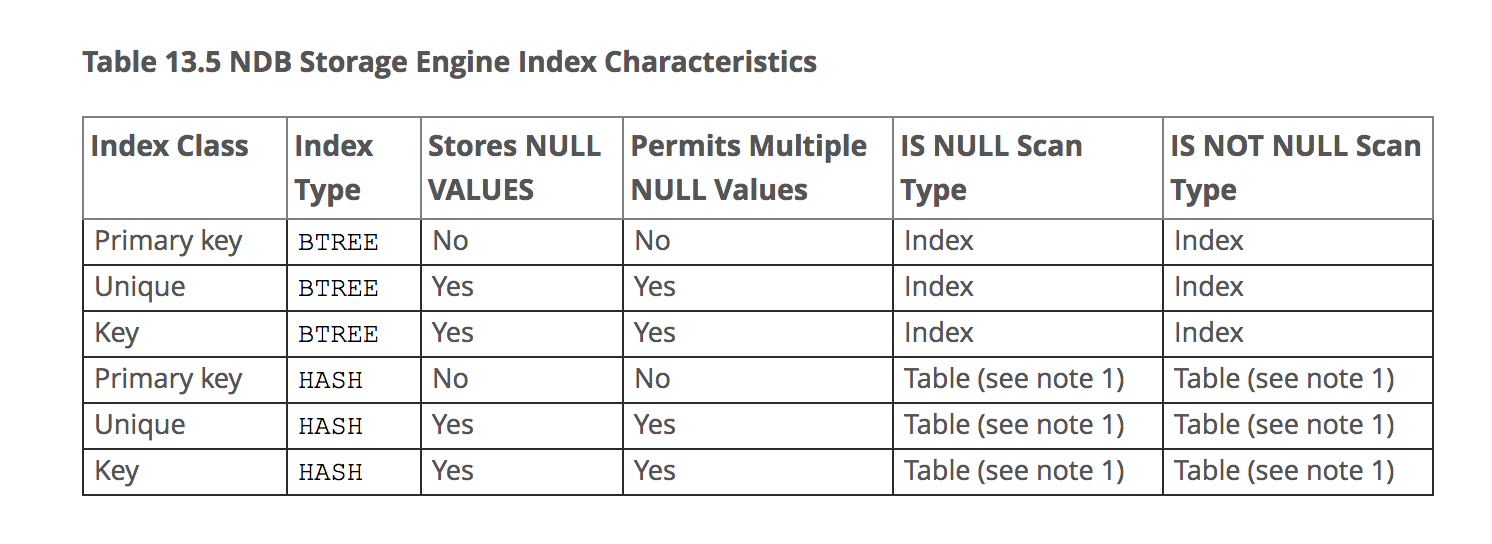 Table 13.5 NDB Storage Engine Index Characteristics
Index Class Index Type Stores NULL VALUES Permits Multiple NULL Values IS NULL Scan Type IS NOT NULL Scan Type
Primary key BTREE No No Index Index
Unique BTREE Yes Yes Index Index
Key BTREE Yes Yes Index Index
Primary key HASH No No Table (see note 1) Table (see note 1)
Unique HASH Yes Yes Table (see note 1) Table (see note 1)
Key HASH Yes Yes Table (see note 1) Table (see note 1)